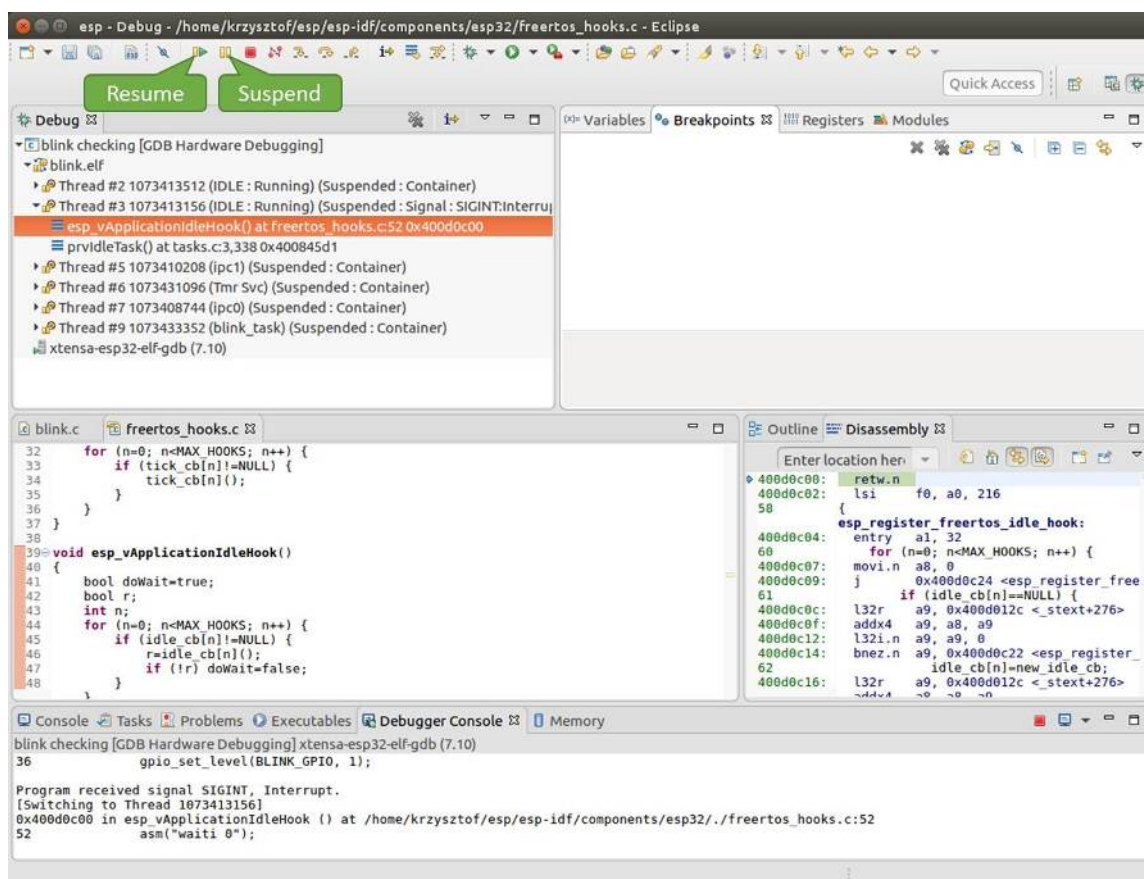 esp - Debug - /home/krzysztof/esp/esp-idf/components/esp32/freertos_hooks.c - Eclipse
Resume
Suspend
Quick Access
Debug
blink checking [GDB Hardware Debugging]
blink.elf
Thread #2 1073413512 (IDLE : Running) (Suspended : Container)
Thread #3 1073413156 (IDLE : Running) (Suspended : Signal : SIGINT:Interru
esp_vApplicationIdleHook() at freertos_hooks.c:52 0x400d0c00
prvIdleTask() at tasks.c:3,338 0x400845d1
Thread #5 1073410208 (ipc1) (Suspended : Container)
Thread #6 1073431096 (Tmr Svc) (Suspended : Container)
Thread #7 1073408744 (ipc0) (Suspended : Container)
Thread #9 1073433352 (blink_task) (Suspended : Container)
xtensa-esp32-elf-gdb (7.10)
(x)= Variables Breakpoints Registers Modules
blink.c freertos_hooks.c
32 for (n=0; n<MAX_HOOKS; n++) {
33 if (tick_cb[n]!=NULL) {
34 tick_cb[n]();
35 }
36 }
37 }
38
39 void esp_vApplicationIdleHook()
40 {
41 bool doWait=true;
42 bool r;
43 int n;
44 for (n=0; n<MAX_HOOKS; n++) {
45 if (idle_cb[n]!=NULL) {
46 r=idle_cb[n]();
47 if (!r) doWait=false;
48 }
}
Outline Disassembly
Enter location her
400d0c00: retw.n
400d0c02: lsi f0, a0, 216
58 {
esp_register_freertos_idle_hook:
400d0c04: entry a1, 32
60 for (n=0; n<MAX_HOOKS; n++) {
400d0c07: movi.n a8, 0
400d0c09: j 0x400d0c24 <esp_register_free
61 if (idle_cb[n]==NULL) {
400d0c0c: l32r a9, 0x400d012c <_stext+276>
400d0c0f: addx4 a9, a8, a9
400d0c12: l32i.n a9, a9, 0
400d0c14: bnez.n a9, 0x400d0c22 <esp_register_
62 idle_cb[n]=new_idle_cb;
400d0c16: l32r a9, 0x400d012c <_stext+276>
addx4 a8, a8, a9
Console Tasks Problems Executables Debugger Console Memory
blink checking [GDB Hardware Debugging] xtensa-esp32-elf-gdb (7.10)
36 gpio_set_level(BLINK_GPIO, 1);
Program received signal SIGINT, Interrupt.
[Switching to Thread 1073413156]
0x400d0c00 in esp_vApplicationIdleHook () at /home/krzysztof/esp/esp-idf/components/esp32/./freertos_hooks.c:52
52 asm("waiti 0");